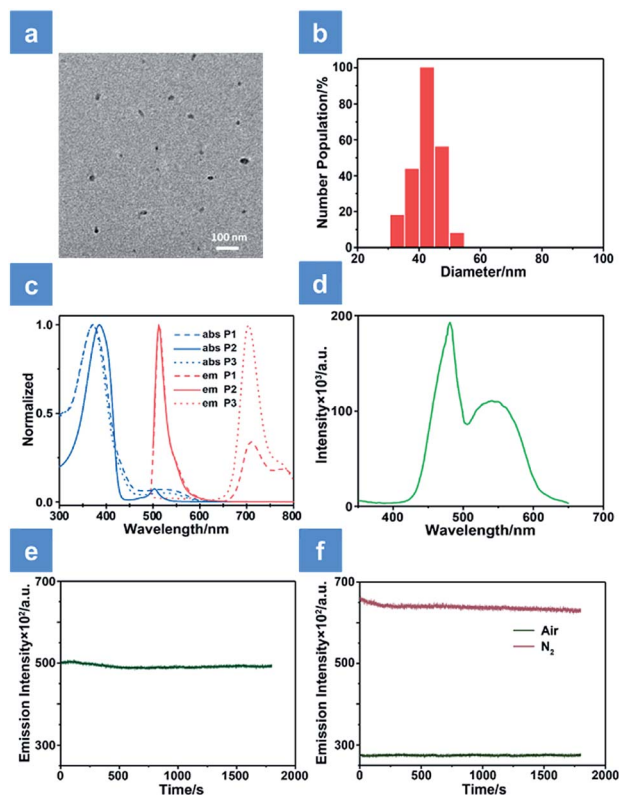 a
100 nm
b
Number Population/%
100
80
60
40
20
0
20 40 60 80 100
Diameter/nm
c
Normalized
1.0
0.5
0.0
abs P1
abs P2
abs P3
em P1
em P2
em P3
300 400 500 600 700 800
Wavelength/nm
d
Intensity×10³/a.u.
200
100
0
400 500 600 700
Wavelength/nm
e
Emission Intensity×10²/a.u.
700
500
300
0 500 1000 1500 2000
Time/s
f
Emission Intensity×10²/a.u.
700
500
300
Air
N₂
0 500 1000 1500 2000
Time/s